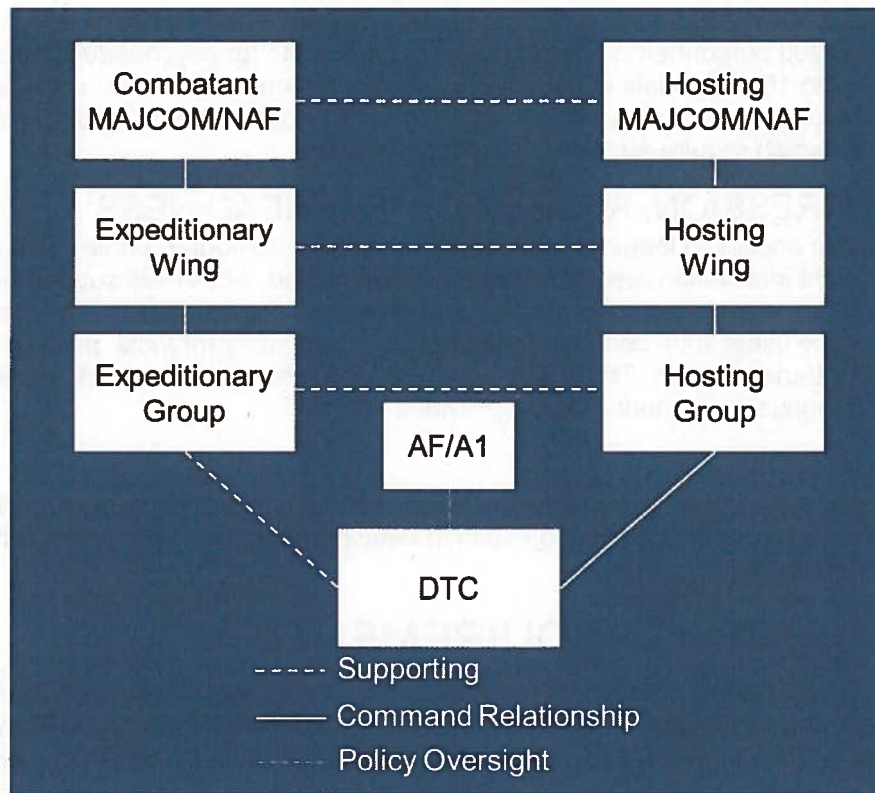 Combatant
MAJCOM/NAF
Hosting
MAJCOM/NAF
Expeditionary
Wing
Hosting
Wing
Expeditionary
Group
Hosting
Group
AF/A1
DTC
Supporting
Command Relationship
Policy Oversight